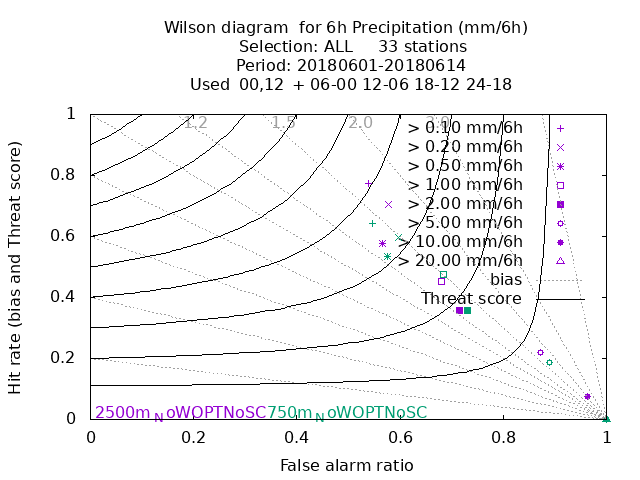 Wilson diagram  for 6h Precipitation (mm/6h)
Selection: ALL     33 stations
Period: 20180601-20180614
Used  00,12  + 06-00 12-06 18-12 24-18
1.2 1.5 2.0 3.0
> 0.10 mm/6h
> 0.20 mm/6h
> 0.50 mm/6h
> 1.00 mm/6h
> 2.00 mm/6h
> 5.00 mm/6h
> 10.00 mm/6h
> 20.00 mm/6h
bias
Threat score
Hit rate (bias and Threat score)
1
0.8
0.6
0.4
0.2
0
2500mNoWOPTNoSC 750mNoWOPTNoSC
0 0.2 0.4 0.6 0.8 1
False alarm ratio